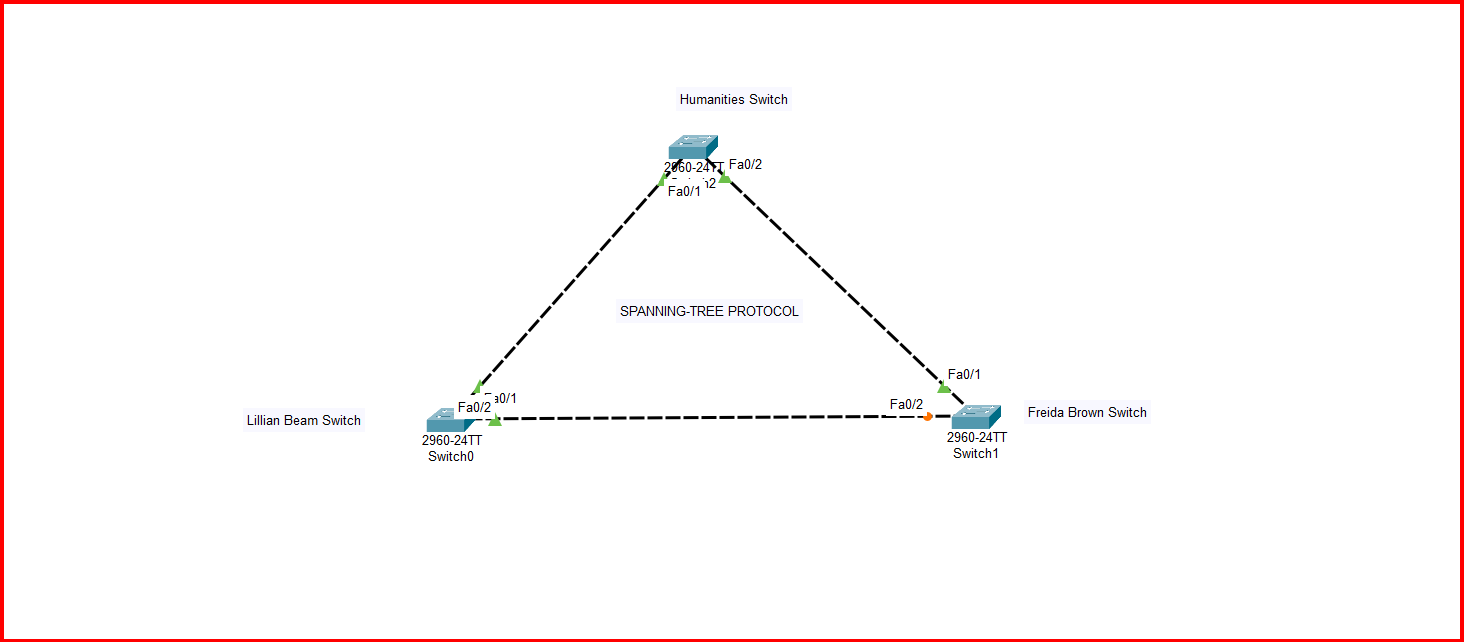 Humanities Switch
2960-24TT
Fa0/2
Fa0/1
SPANNING-TREE PROTOCOL
Fa0/1
Fa0/2
Fa0/2
Lillian Beam Switch
Freida Brown Switch
2960-24TT
Switch0
2960-24TT
Switch1